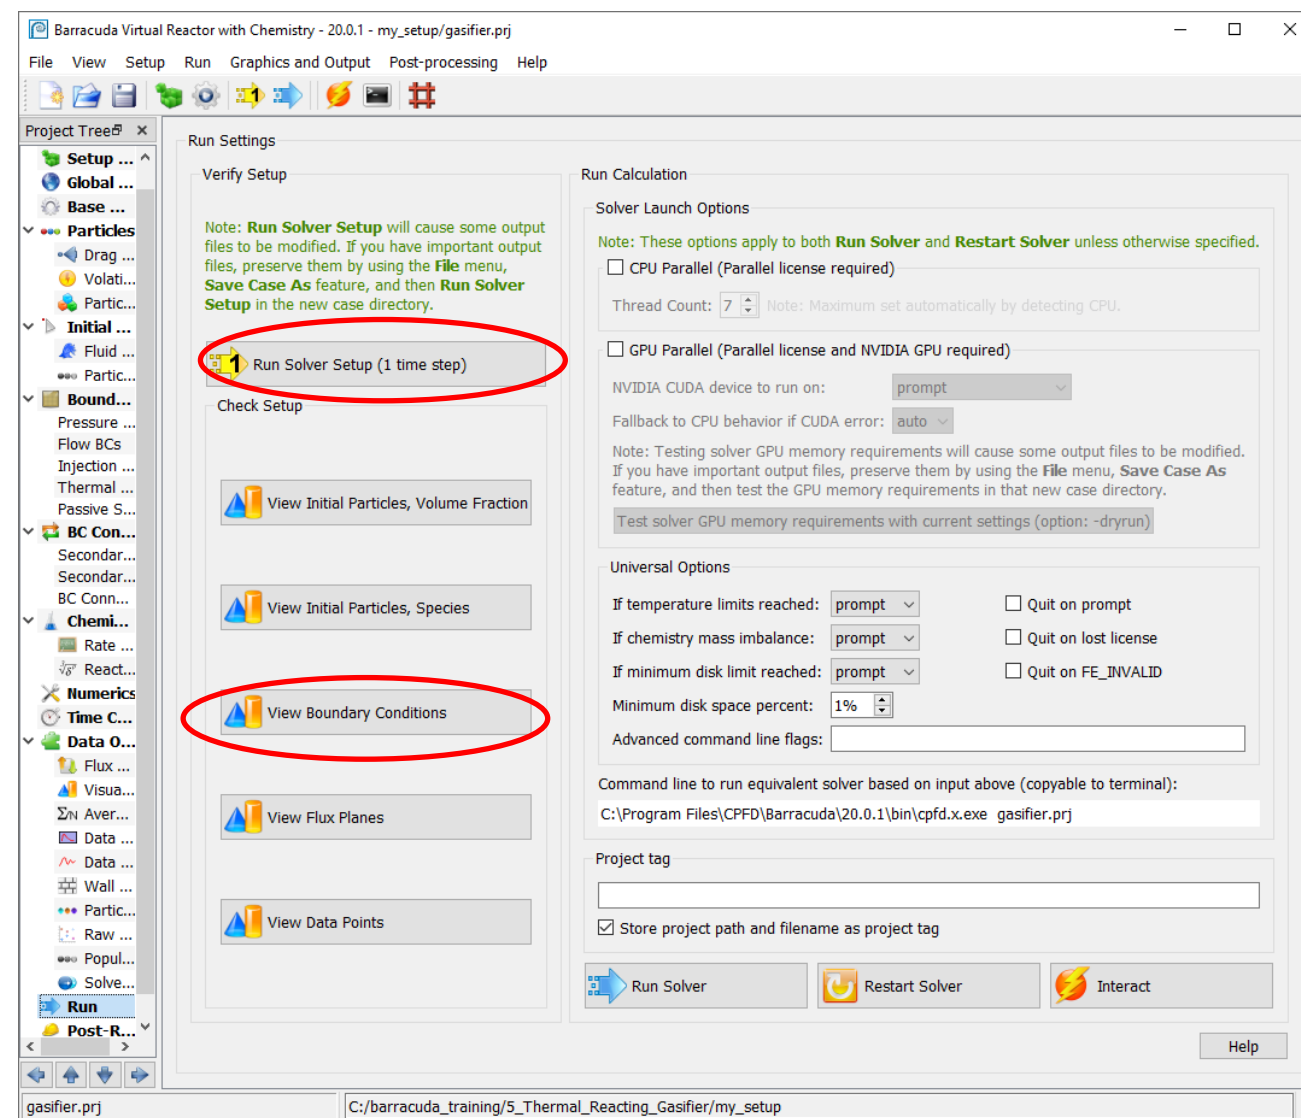 Barracuda Virtual Reactor with Chemistry - 20.0.1 - my_setup/gasifier.prj
File View Setup Run Graphics and Output Post-processing Help
Project Tree
Setup ...
Global ...
Base ...
Particles
Drag ...
Volati...
Partic...
Initial ...
Fluid ...
Partic...
Bound...
Pressure ...
Flow BCs
Injection ...
Thermal ...
Passive S...
BC Con...
Secondar...
Secondar...
BC Conn...
Chemi...
Rate ...
React...
Numerics
Time C...
Data O...
Flux ...
Visua...
Σ/N Aver...
Data ...
Data ...
Wall ...
Partic...
Raw ...
Popul...
Solve...
Run
Post-R...
Run Settings
Verify Setup
Note: Run Solver Setup will cause some output
files to be modified. If you have important output
files, preserve them by using the File menu,
Save Case As feature, and then Run Solver
Setup in the new case directory.
1 Run Solver Setup (1 time step)
Check Setup
View Initial Particles, Volume Fraction
View Initial Particles, Species
View Boundary Conditions
View Flux Planes
View Data Points
Run Calculation
Solver Launch Options
Note: These options apply to both Run Solver and Restart Solver unless otherwise specified.
CPU Parallel (Parallel license required)
Thread Count: 7 Note: Maximum set automatically by detecting CPU.
GPU Parallel (Parallel license and NVIDIA GPU required)
NVIDIA CUDA device to run on: prompt
Fallback to CPU behavior if CUDA error: auto
Note: Testing solver GPU memory requirements will cause some output files to be modified.
If you have important output files, preserve them by using the File menu, Save Case As
feature, and then test the GPU memory requirements in that new case directory.
Test solver GPU memory requirements with current settings (option: -dryrun)
Universal Options
If temperature limits reached: prompt Quit on prompt
If chemistry mass imbalance: prompt Quit on lost license
If minimum disk limit reached: prompt Quit on FE_INVALID
Minimum disk space percent: 1%
Advanced command line flags:
Command line to run equivalent solver based on input above (copyable to terminal):
C:\Program Files\CPFD\Barracuda\20.0.1\bin\cpfd.x.exe gasifier.prj
Project tag
Store project path and filename as project tag
Run Solver Restart Solver Interact
Help
gasifier.prj C:/barracuda_training/5_Thermal_Reacting_Gasifier/my_setup